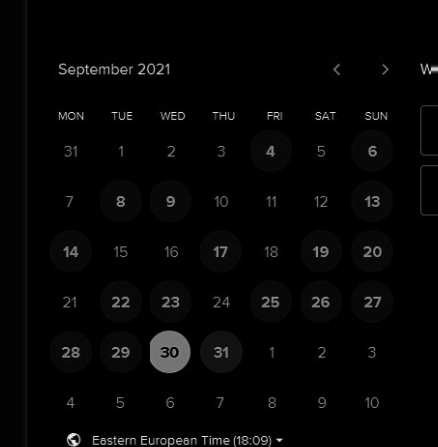 September 2021 < >
W
MON TUE WED THU FRI SAT SUN
31 1 2 3 4 5 6
7 8 9 10 11 12 13
14 15 16 17 18 19 20
21 22 23 24 25 26 27
28 29 30 31 1 2 3
4 5 6 7 8 9 10
Eastern European Time (18:09)